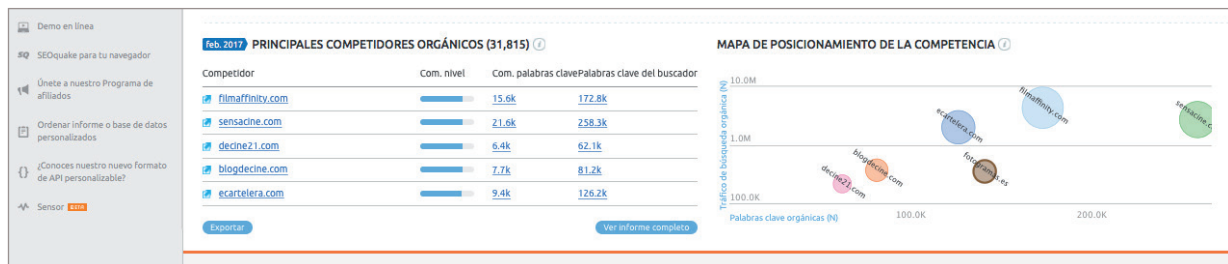 Demo en línea
SQ SEOquake para tu navegador
Únete a nuestro Programa de
afiliados
Ordenar informe o base de datos
personalizados
{} ¿Conoces nuestro nuevo formato
de API personalizable?
Sensor BETA
feb. 2017 PRINCIPALES COMPETIDORES ORGÁNICOS (31,815) i
Competidor Com. nivel Com. palabras clave Palabras clave del buscador
filmaffinity.com 15.6k 172.8k
sensacine.com 21.6k 258.3k
decine21.com 6.4k 62.1k
blogdecine.com 7.7k 81.2k
ecartelera.com 9.4k 126.2k
Exportar Ver informe completo
MAPA DE POSICIONAMIENTO DE LA COMPETENCIA i
Tráfico de búsqueda orgánica (N)
10.0M
1.0M
100.0K
filmaffinity.com
sensacine.c
ecartelera.com
blogdecine.com
fotogramas.es
decine21.com
Palabras clave orgánicas (N) 100.0K 200.0K